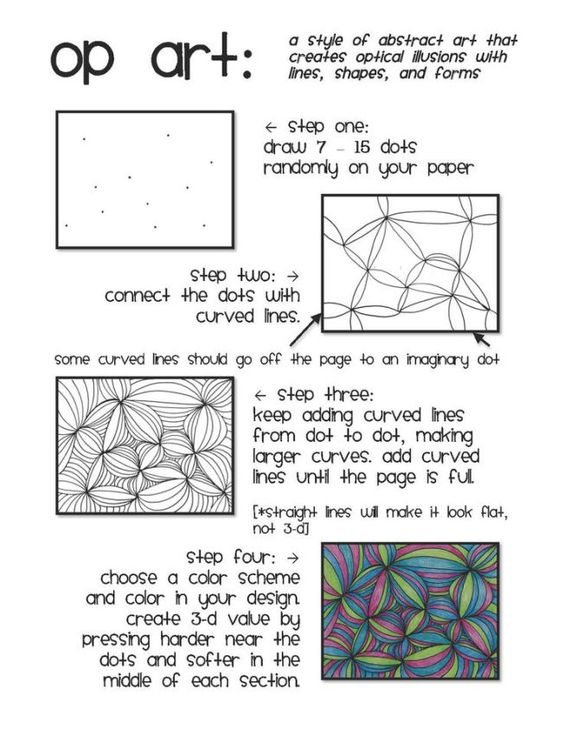 op art:
a style of abstract art that
creates optical illusions with
lines, shapes, and forms
← step one:
draw 7 - 15 dots
randomly on your paper
step two: →
connect the dots with
curved lines.
some curved lines should go off the page to an imaginary dot
← step three:
keep adding curved lines
from dot to dot, making
larger curves. add curved
lines until the page is full.
[*straight lines will make it look flat,
not 3-d]
step four: →
choose a color scheme
and color in your design.
create 3-d value by
pressing harder near the
dots and softer in the
middle of each section.